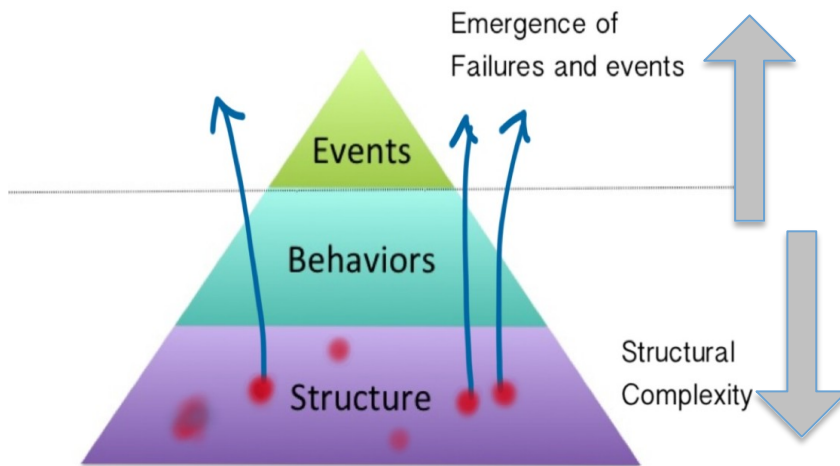 Emergence of
Failures and events
Events
Behaviors
Structure
Structural
Complexity